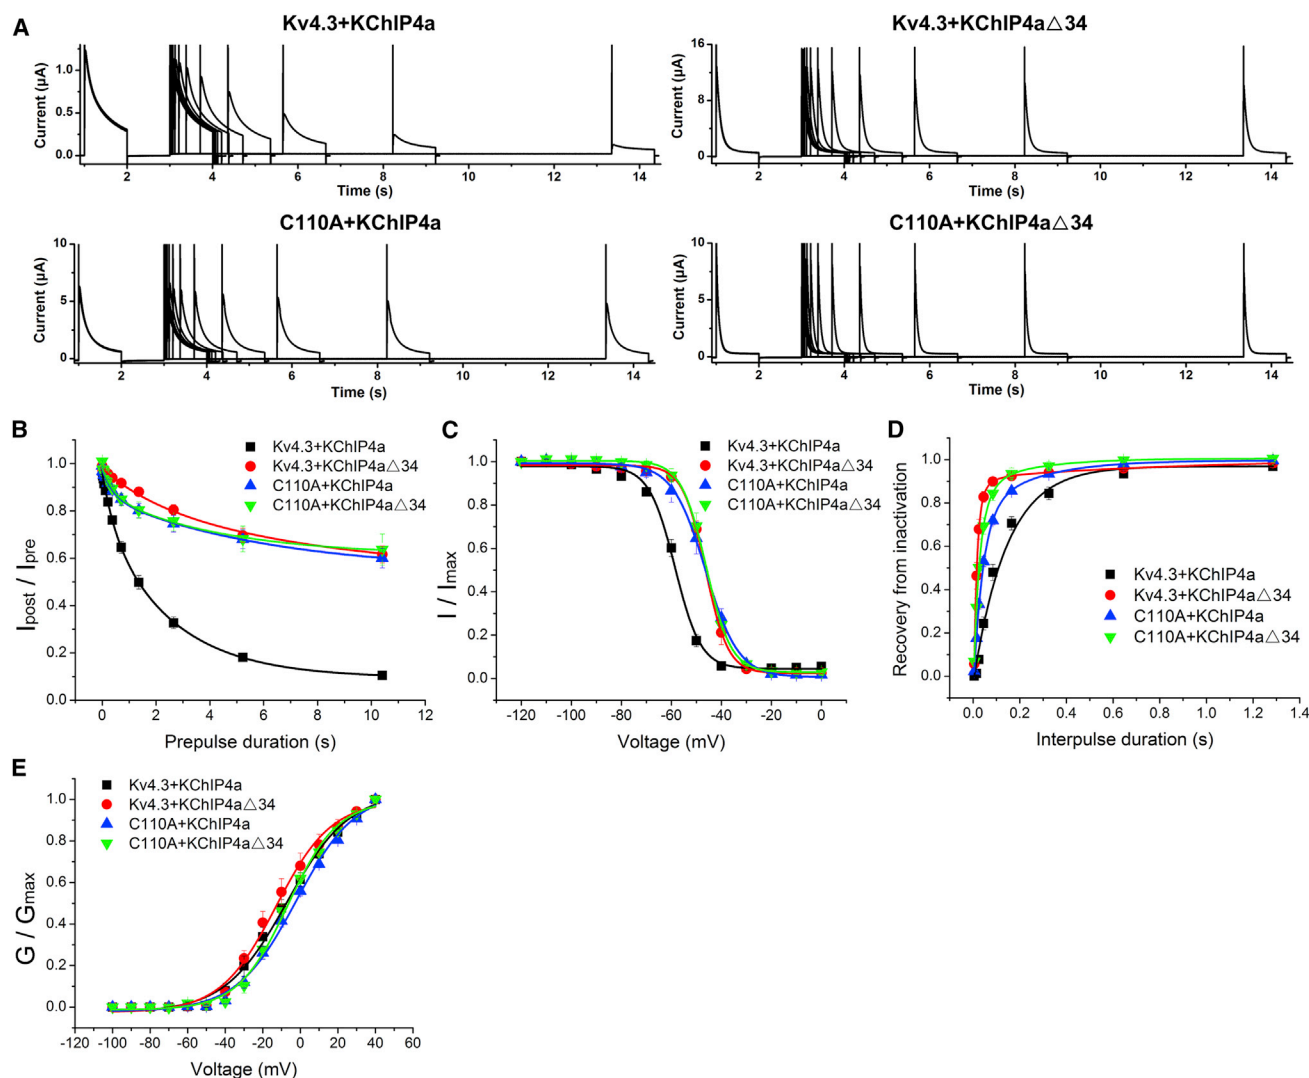 A
Kv4.3+KChIP4a
Current (µA)
1.0
0.5
0.0
2 4 6 8 10 12 14
Time (s)
Kv4.3+KChIP4a△34
Current (µA)
16
8
0
2 4 6 8 10 12 14
Time (s)
C110A+KChIP4a
Current (µA)
10
5
0
2 4 6 8 10 12 14
Time (s)
C110A+KChIP4a△34
Current (µA)
10
5
0
2 4 6 8 10 12 14
Time (s)
B
Ipost / Ipre
1.0
0.8
0.6
0.4
0.2
0.0
Kv4.3+KChIP4a
Kv4.3+KChIP4a△34
C110A+KChIP4a
C110A+KChIP4a△34
0 2 4 6 8 10 12
Prepulse duration (s)
C
I / Imax
1.0
0.8
0.6
0.4
0.2
0.0
Kv4.3+KChIP4a
Kv4.3+KChIP4a△34
C110A+KChIP4a
C110A+KChIP4a△34
-120 -100 -80 -60 -40 -20 0
Voltage (mV)
D
Recovery from inactivation
1.0
0.8
0.6
0.4
0.2
0.0
Kv4.3+KChIP4a
Kv4.3+KChIP4a△34
C110A+KChIP4a
C110A+KChIP4a△34
0.0 0.2 0.4 0.6 0.8 1.0 1.2 1.4
Interpulse duration (s)
E
G / Gmax
1.0
0.8
0.6
0.4
0.2
0.0
Kv4.3+KChIP4a
Kv4.3+KChIP4a△34
C110A+KChIP4a
C110A+KChIP4a△34
-120 -100 -80 -60 -40 -20 0 20 40 60
Voltage (mV)